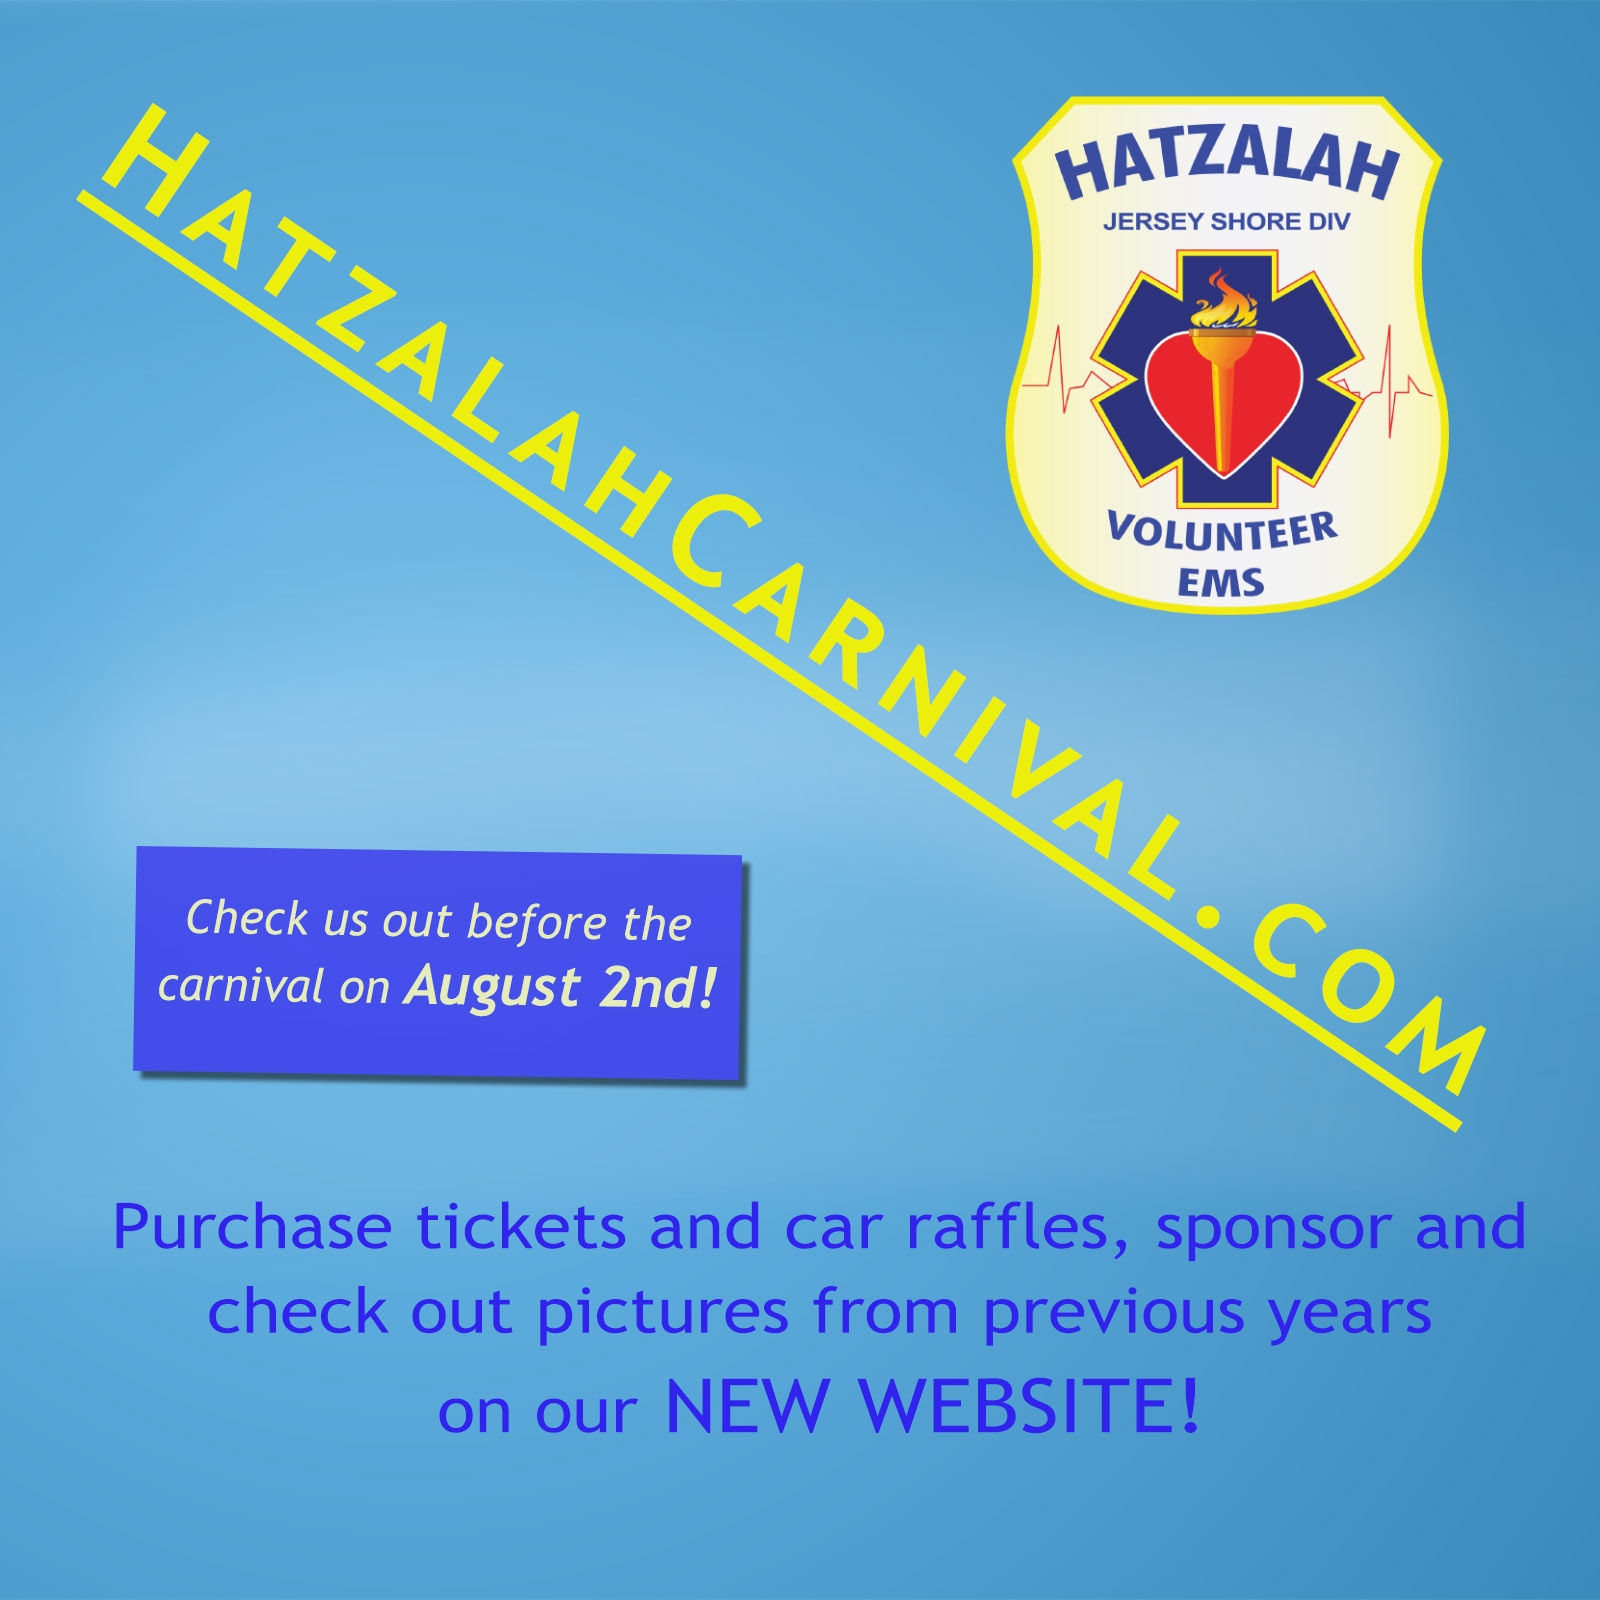 HatzalahCarnival.com
HATZALAH
JERSEY SHORE DIV
VOLUNTEER
EMS
Check us out before the
carnival on August 2nd!
Purchase tickets and car raffles, sponsor and
check out pictures from previous years
on our NEW WEBSITE!